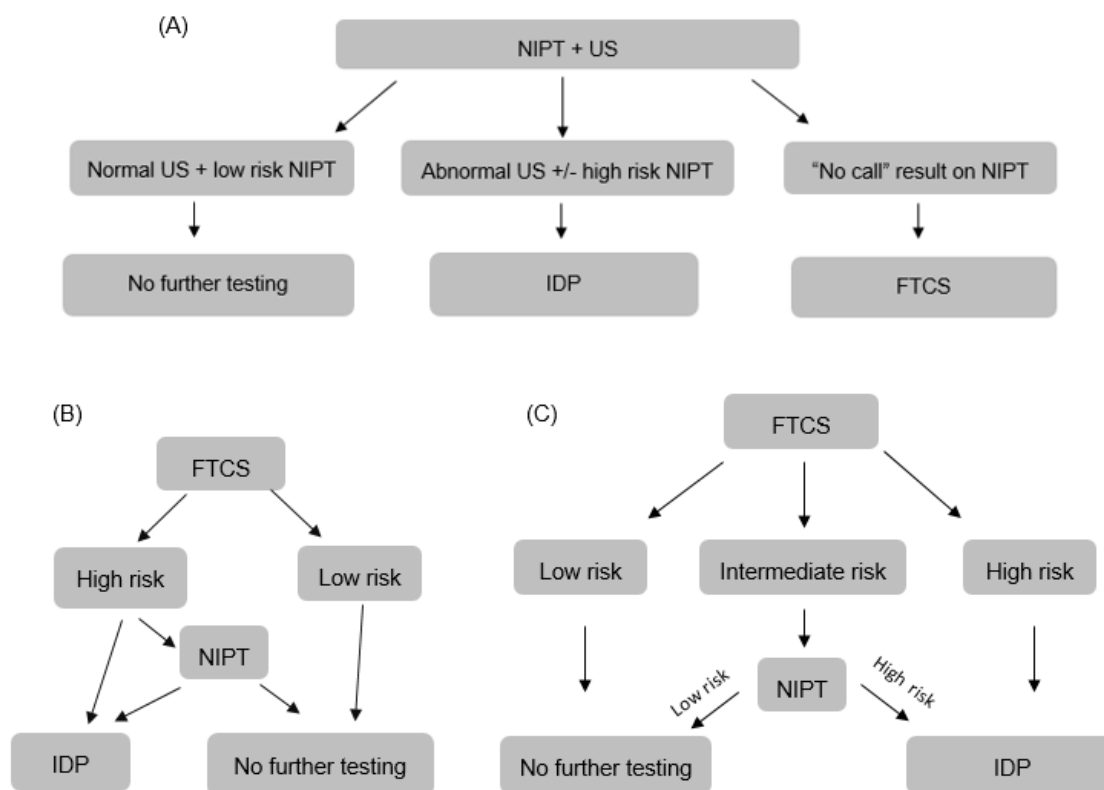 (A)
NIPT + US
Normal US + low risk NIPT
Abnormal US +/- high risk NIPT
“No call” result on NIPT
No further testing
IDP
FTCS
(B)
FTCS
High risk
Low risk
NIPT
IDP
No further testing
(C)
FTCS
Low risk
Intermediate risk
High risk
NIPT
Low risk
High risk
No further testing
IDP